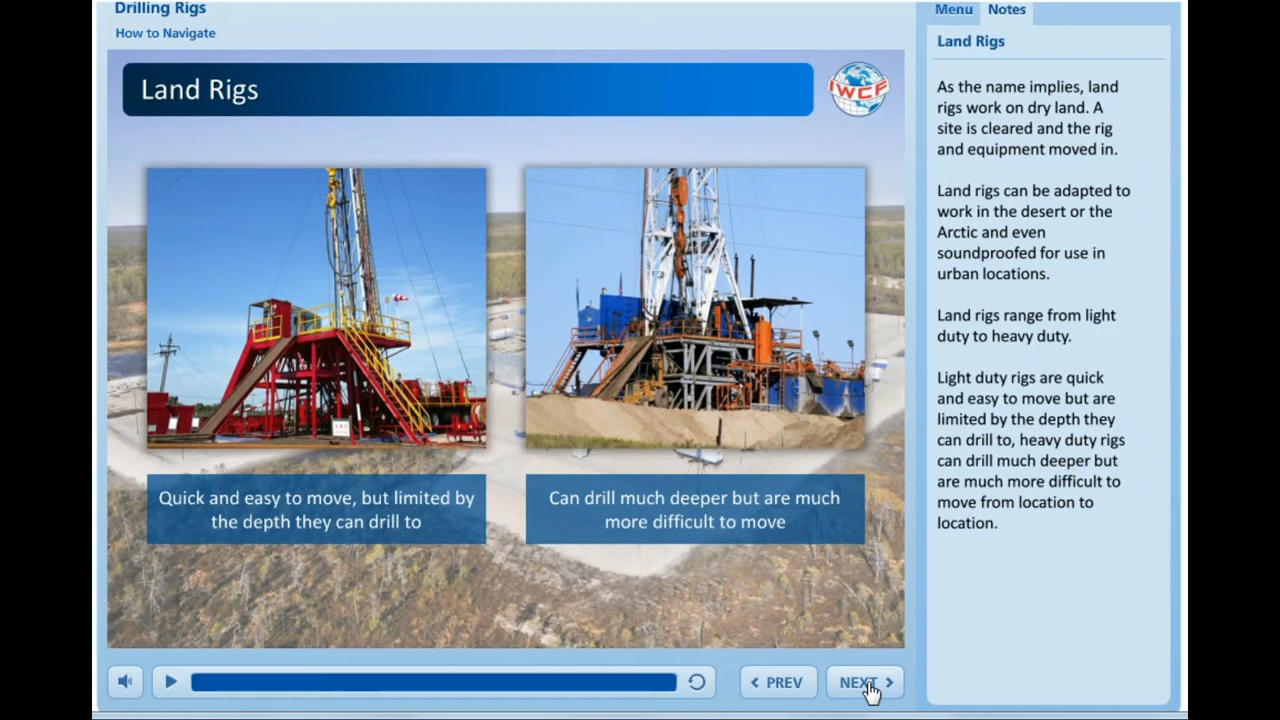 Drilling Rigs
How to Navigate
Land Rigs
IWCF
Quick and easy to move, but limited by
the depth they can drill to
Can drill much deeper but are much
more difficult to move
PREV
NEXT
Menu
Notes
Land Rigs
As the name implies, land
rigs work on dry land. A
site is cleared and the rig
and equipment moved in.
Land rigs can be adapted to
work in the desert or the
Arctic and even
soundproofed for use in
urban locations.
Land rigs range from light
duty to heavy duty.
Light duty rigs are quick
and easy to move but are
limited by the depth they
can drill to, heavy duty rigs
can drill much deeper but
are much more difficult to
move from location to
location.